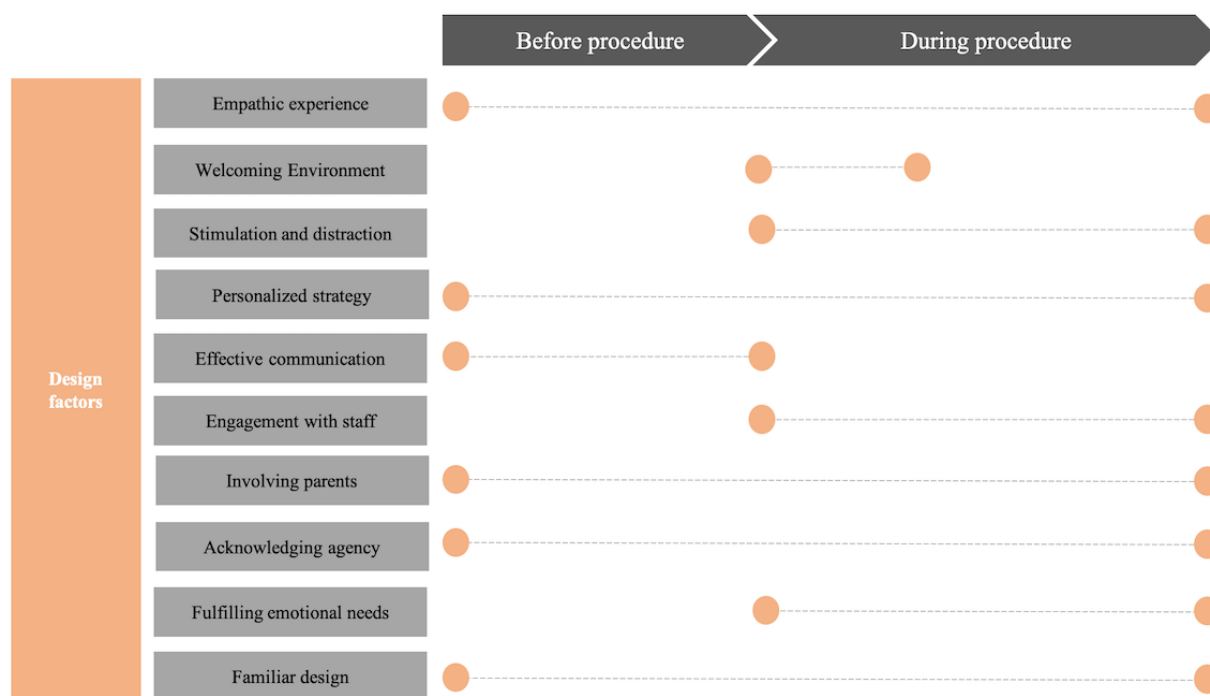 Before procedure
During procedure
Empathic experience
Welcoming Environment
Stimulation and distraction
Personalized strategy
Effective communication
Design
factors
Engagement with staff
Involving parents
Acknowledging agency
Fulfilling emotional needs
Familiar design